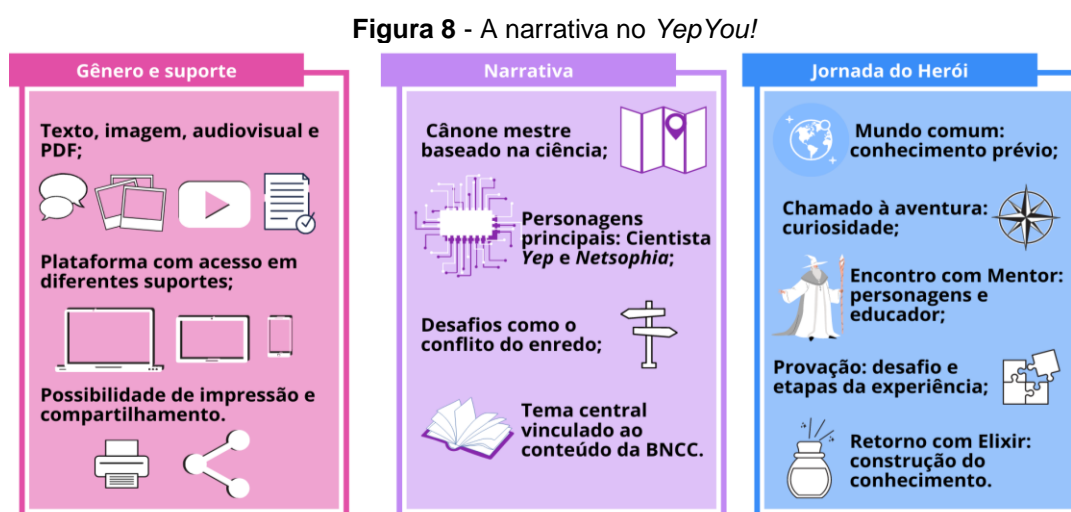 Figura 8 - A narrativa no YepYou!
Gênero e suporte
Texto, imagem, audiovisual e
PDF;
Plataforma com acesso em
diferentes suportes;
Possibilidade de impressão e
compartilhamento.
Narrativa
Cânone mestre
baseado na ciência;
Personagens
principais: Cientista
Yep e Netsophia;
Desafios como o
conflito do enredo;
Tema central
vinculado ao
conteúdo da BNCC.
Jornada do Herói
Mundo comum:
conhecimento prévio;
Chamado à aventura:
curiosidade;
Encontro com Mentor:
personagens e
educador;
Provação: desafio e
etapas da experiência;
Retorno com Elixir:
construção do
conhecimento.